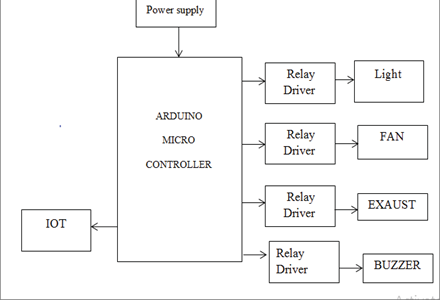 Power supply
Relay
Driver
Light
ARDUINO
MICRO
CONTROLLER
Relay
Driver
FAN
Relay
Driver
EXAUST
IOT
Relay
Driver
BUZZER